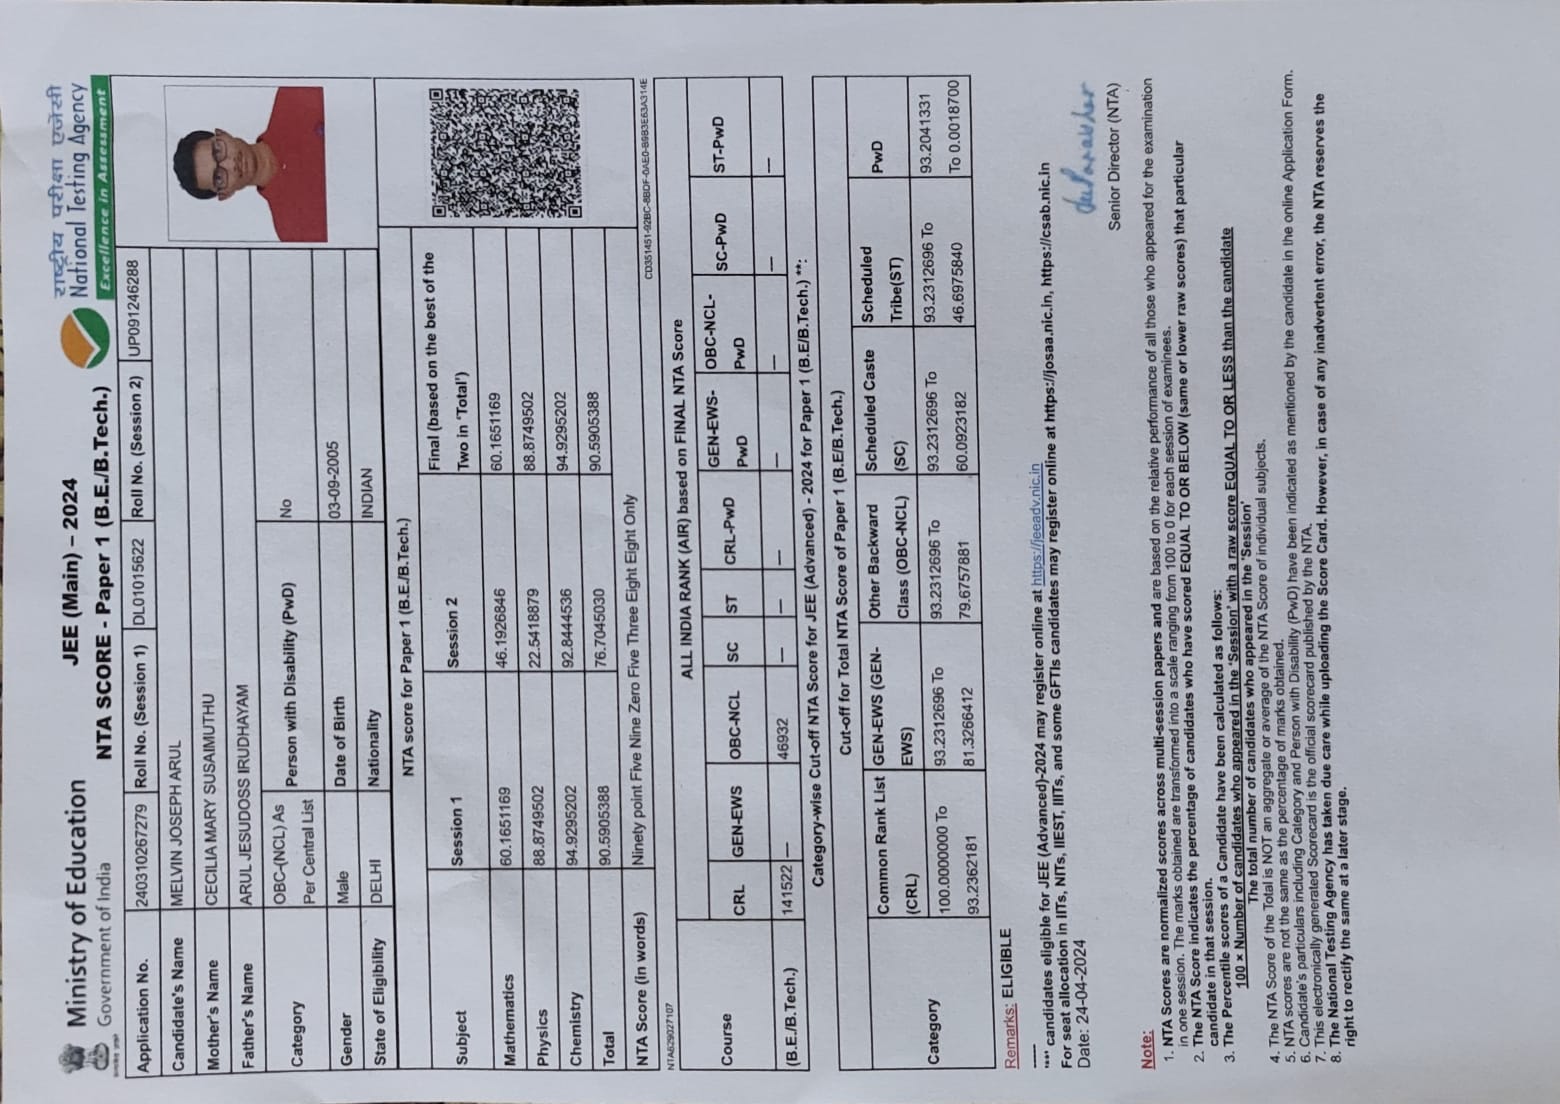 Ministry of Education
Government of India
JEE (Main) – 2024
NTA SCORE - Paper 1 (B.E./B.Tech.)
राष्ट्रीय परीक्षा एजेंसी
National Testing Agency
Excellence in Assessment
Application No. 240310267279 Roll No. (Session 1) DL01015622 Roll No. (Session 2) UP091246288
Candidate's Name MELVIN JOSEPH ARUL
Mother's Name CECILIA MARY SUSAIMUTHU
Father's Name ARUL JESUDOSS IRUDHAYAM
Category OBC-(NCL) As Per Central List Person with Disability (PwD) No
Gender Male Date of Birth 03-09-2005
State of Eligibility DELHI Nationality INDIAN
NTA score for Paper 1 (B.E./B.Tech.)
Subject Session 1 Session 2 Final (based on the best of the Two in 'Total')
Mathematics 60.1651169 46.1926846 60.1651169
Physics 88.8749502 22.5418879 88.8749502
Chemistry 94.9295202 92.8444536 94.9295202
Total 90.5905388 76.7045030 90.5905388
NTA Score (in words) Ninety point Five Nine Zero Five Three Eight Eight Only
NTA629027107
CD351451-92BC-8BDF-0AE0-B9B3E63A314E
ALL INDIA RANK (AIR) based on FINAL NTA Score
Course CRL GEN-EWS OBC-NCL SC ST CRL-PwD GEN-EWS-PwD OBC-NCL-PwD SC-PwD ST-PwD
(B.E./B.Tech.) 141522 — 46932 — — — — — — —
Category-wise Cut-off NTA Score for JEE (Advanced) - 2024 for Paper 1 (B.E/B.Tech.) **:
Cut-off for Total NTA Score of Paper 1 (B.E/B.Tech.)
Category Common Rank List (CRL) GEN-EWS (GEN-EWS) Other Backward Class (OBC-NCL) Scheduled Caste (SC) Scheduled Tribe(ST) PwD
100.0000000 To 93.2362181 93.2312696 To 81.3266412 93.2312696 To 79.6757881 93.2312696 To 60.0923182 93.2312696 To 46.6975840 93.2041331 To 0.0018700
Remarks: ELIGIBLE
'**' candidates eligible for JEE (Advanced)-2024 may register online at https://jeeadv.nic.in
For seat allocation in IITs, NITs, IIEST, IIITs, and some GFTIs candidates may register online at https://josaa.nic.in, https://csab.nic.in
Date: 24-04-2024
Senior Director (NTA)
Note:
1. NTA Scores are normalized scores across multi-session papers and are based on the relative performance of all those who appeared for the examination
in one session. The marks obtained are transformed into a scale ranging from 100 to 0 for each session of examinees.
2. The NTA Score indicates the percentage of candidates who have scored EQUAL TO OR BELOW (same or lower raw scores) that particular
candidate in that session.
3. The Percentile scores of a Candidate have been calculated as follows:
100 × Number of candidates who appeared in the 'Session' with a raw score EQUAL TO OR LESS than the candidate
The total number of candidates who appeared in the 'Session'
4. The NTA Score of the Total is NOT an aggregate or average of the NTA Score of individual subjects.
5. NTA scores are not the same as the percentage of marks obtained.
6. Candidate's particulars including Category and Person with Disability (PwD) have been indicated as mentioned by the candidate in the online Application Form.
7. This electronically generated Scorecard is the official scorecard published by the NTA.
8. The National Testing Agency has taken due care while uploading the Score Card. However, in case of any inadvertent error, the NTA reserves the
right to rectify the same at a later stage.